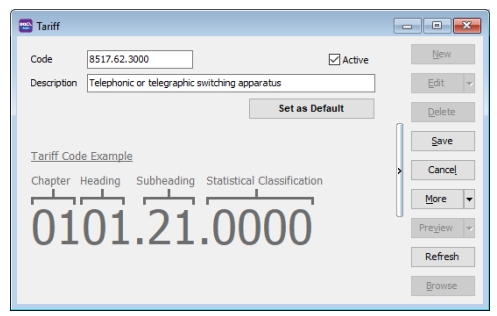 Tariff
Code 8517.62.3000 Active
Description Telephonic or telegraphic switching apparatus
Set as Default
Tariff Code Example
Chapter Heading Subheading Statistical Classification
0101.21.0000
New
Edit
Delete
Save
Cancel
More
Preview
Refresh
Browse